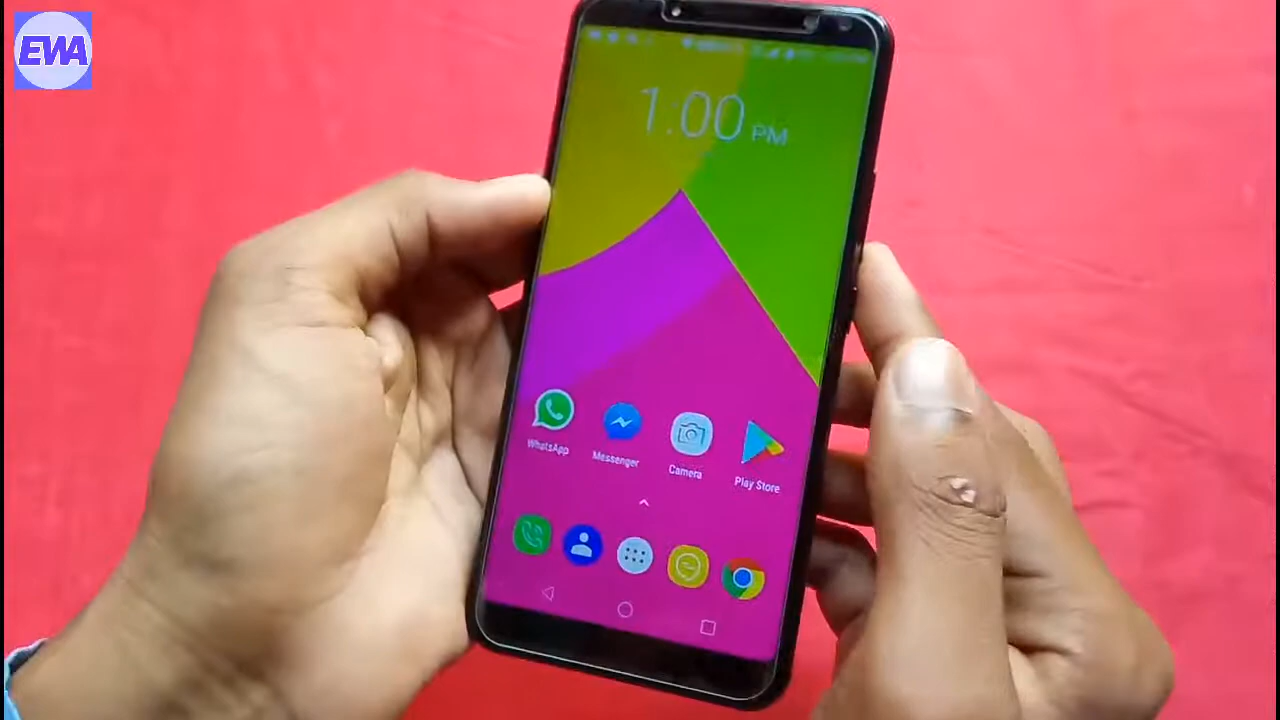 EWA
1:00 PM
WhatsApp
Messenger
Camera
Play Store